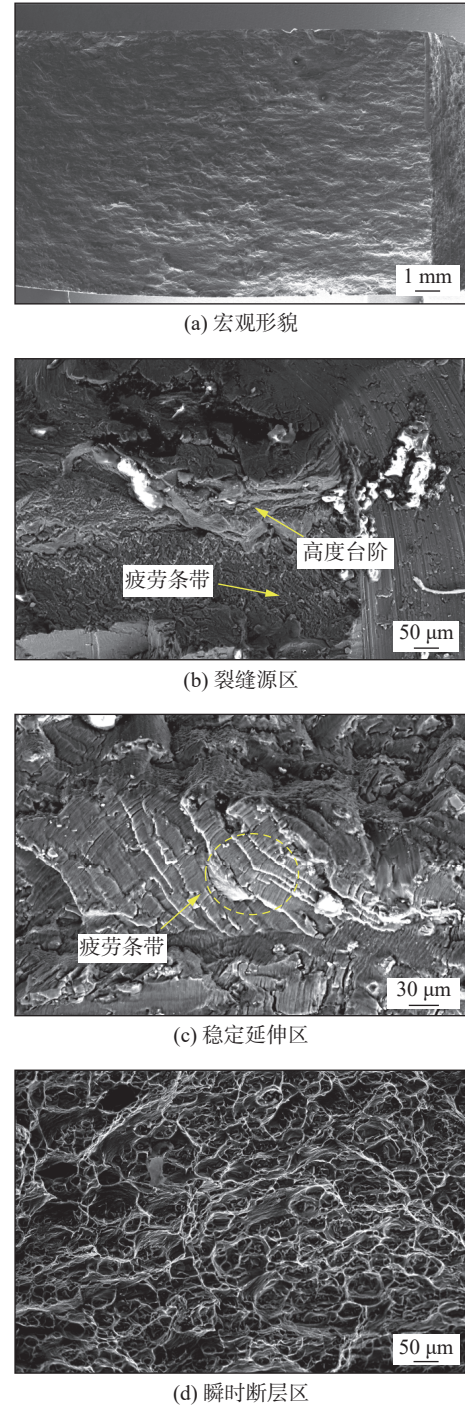 1 mm
(a) 宏观形貌
高度台阶
疲劳条带
50 μm
(b) 裂缝源区
疲劳条带
30 μm
(c) 稳定延伸区
50 μm
(d) 瞬时断层区